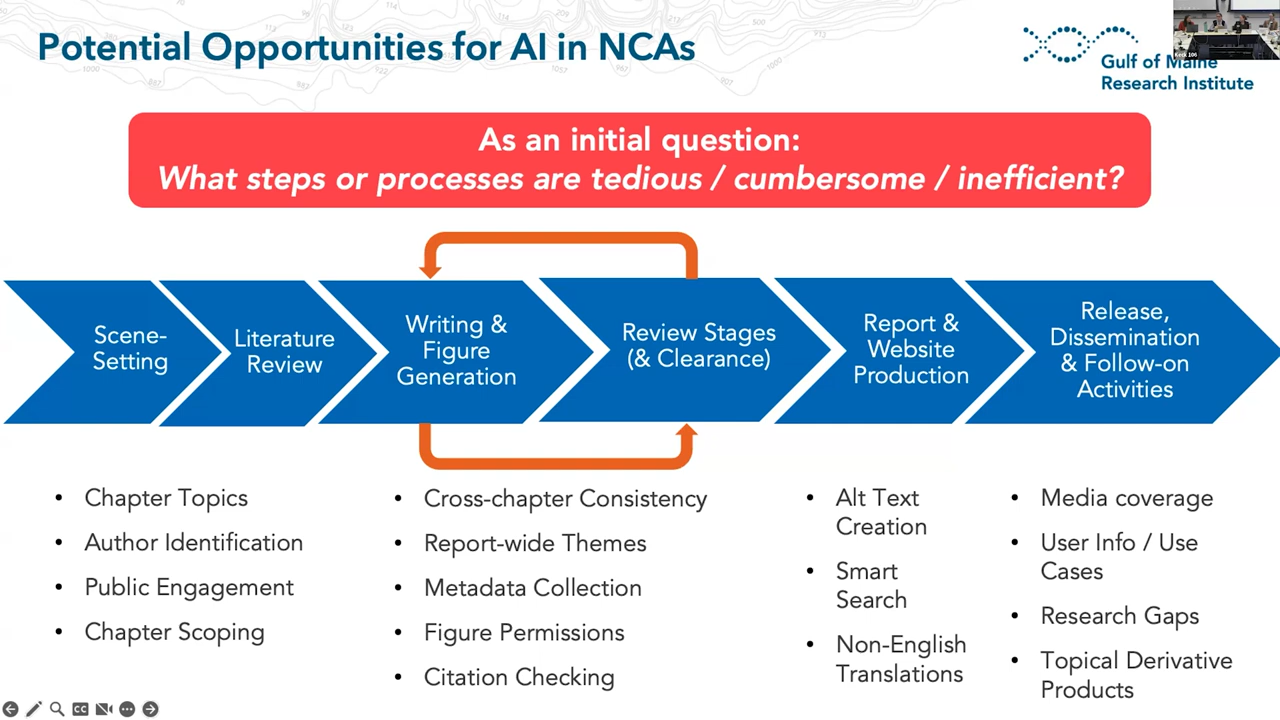 Potential Opportunities for AI in NCAs
Gulf of Maine
Research Institute
As an initial question:
What steps or processes are tedious / cumbersome / inefficient?
Scene-
Setting
Literature
Review
Writing &
Figure
Generation
Review Stages
(& Clearance)
Report &
Website
Production
Release,
Dissemination
& Follow-on
Activities
• Chapter Topics
• Author Identification
• Public Engagement
• Chapter Scoping
• Cross-chapter Consistency
• Report-wide Themes
• Metadata Collection
• Figure Permissions
• Citation Checking
• Alt Text
Creation
• Smart
Search
• Non-English
Translations
• Media coverage
• User Info / Use
Cases
• Research Gaps
• Topical Derivative
Products
CC